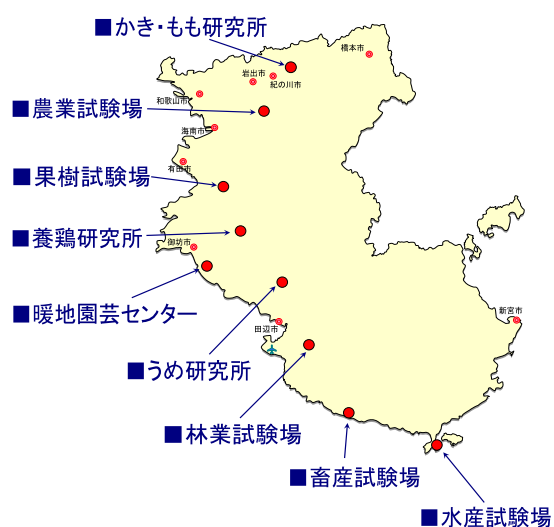 ■かき・もも研究所
橋本市
岩出市
紀の川市
和歌山市
■農業試験場
海南市
有田市
■果樹試験場
■養鶏研究所
御坊市
■暖地園芸センター
新宮市
田辺市
■うめ研究所
■林業試験場
■畜産試験場
■水産試験場